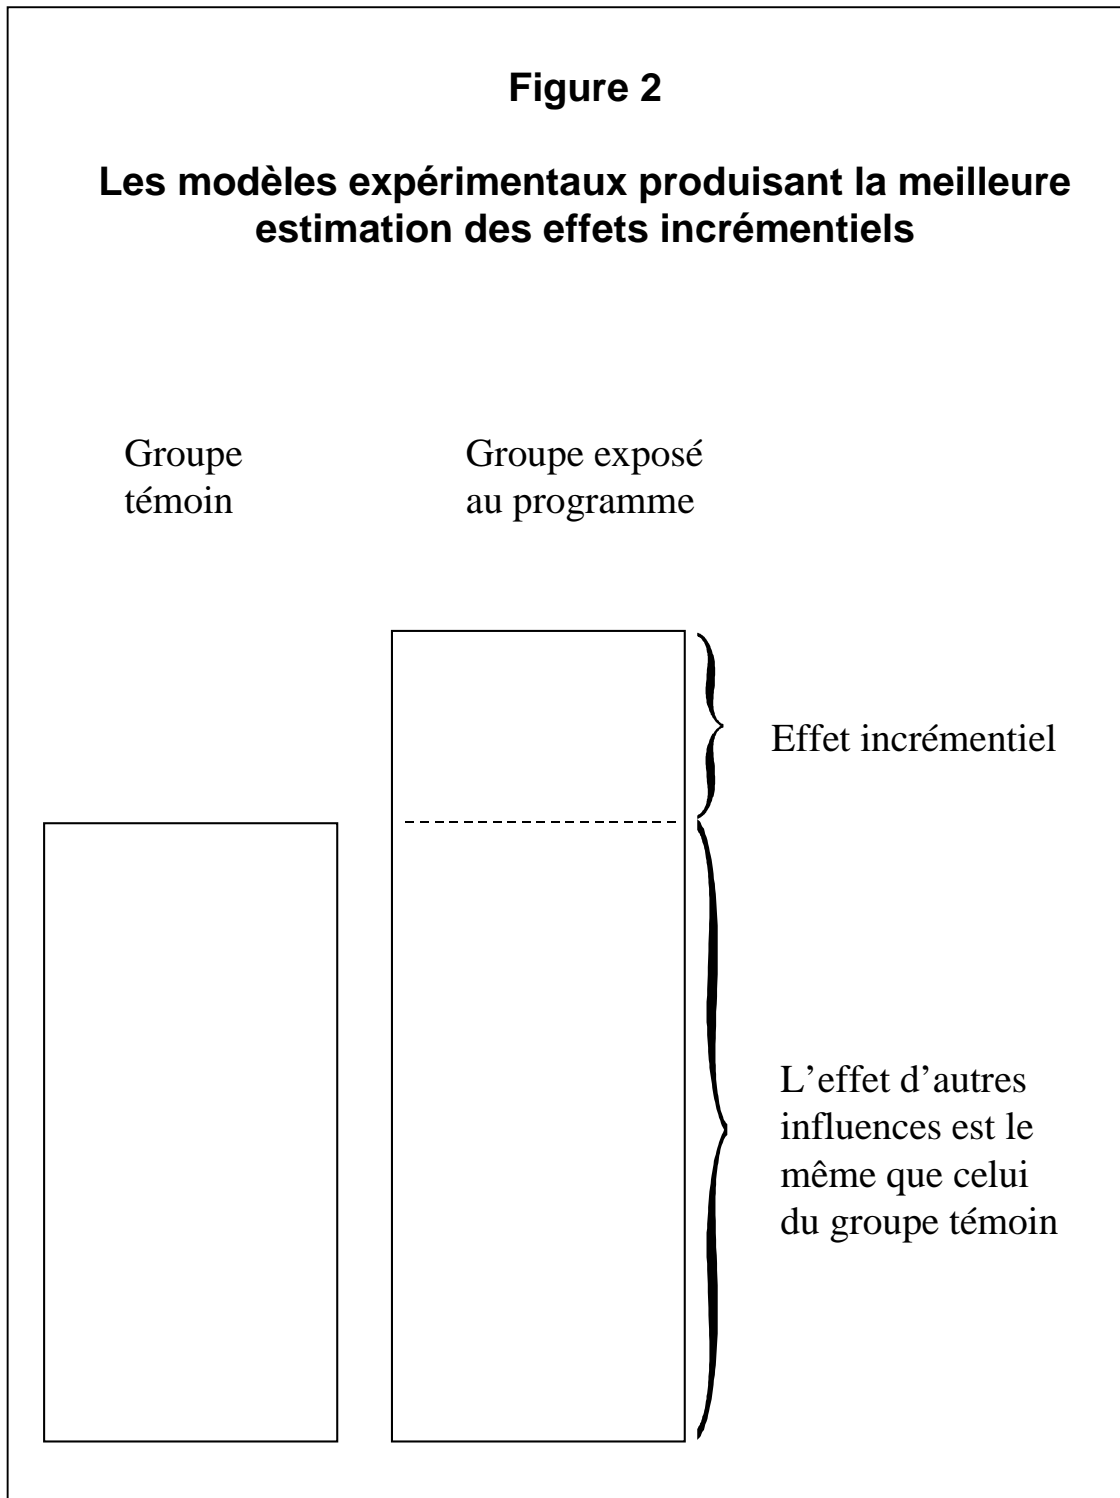 Figure 2
Les modèles expérimentaux produisant la meilleure
estimation des effets incrémentiels
Groupe
témoin
Groupe exposé
au programme
Effet incrémentiel
L’effet d’autres
influences est le
même que celui
du groupe témoin